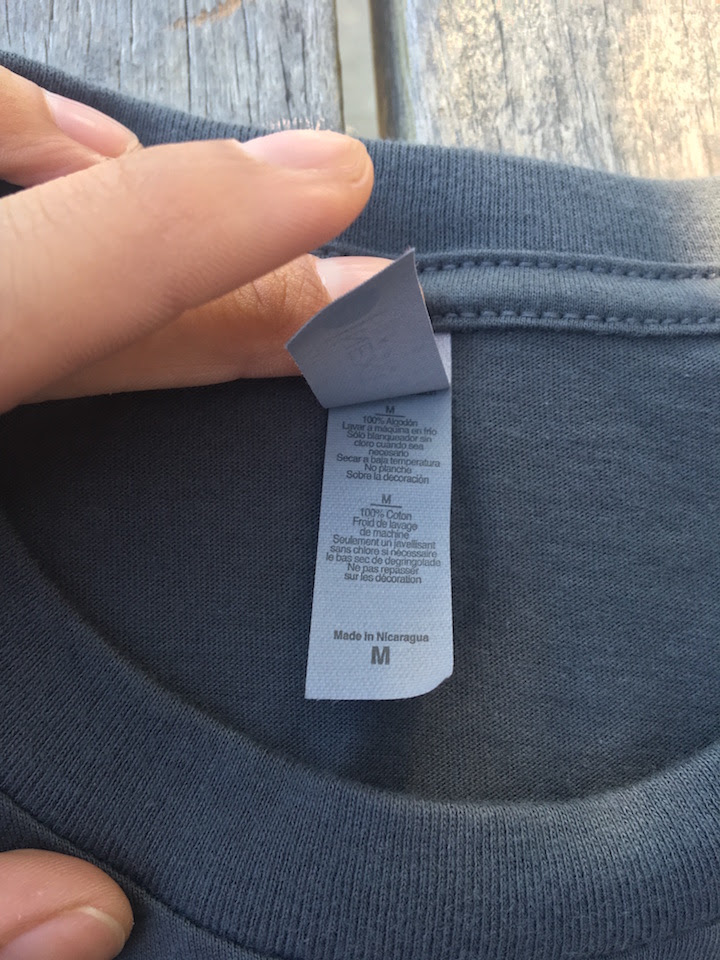 M
100% Algodón
Lavar a máquina en frío
Sólo blanqueador sin
cloro cuando sea
necesario
Secar a baja temperatura
No planche
Sobre la decoración
M
100% Coton
Froid de lavage
de machine
Seulement un javellisant
sans chlore si nécessaire
le bas sec de degringolade
Ne pas repasser
sur les décoration
Made in Nicaragua
M